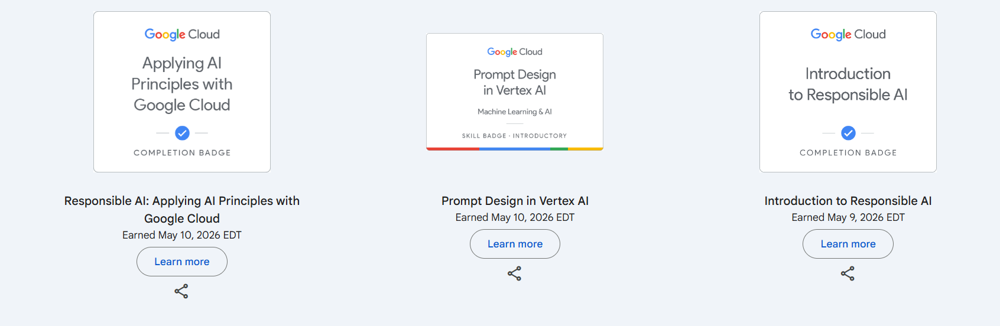 Google Cloud
Applying AI
Principles with
Google Cloud
COMPLETION BADGE
Responsible AI: Applying AI Principles with
Google Cloud
Earned May 10, 2026 EDT
Learn more
Google Cloud
Prompt Design
in Vertex AI
Machine Learning & AI
SKILL BADGE · INTRODUCTORY
Prompt Design in Vertex AI
Earned May 10, 2026 EDT
Learn more
Google Cloud
Introduction
to Responsible AI
COMPLETION BADGE
Introduction to Responsible AI
Earned May 9, 2026 EDT
Learn more